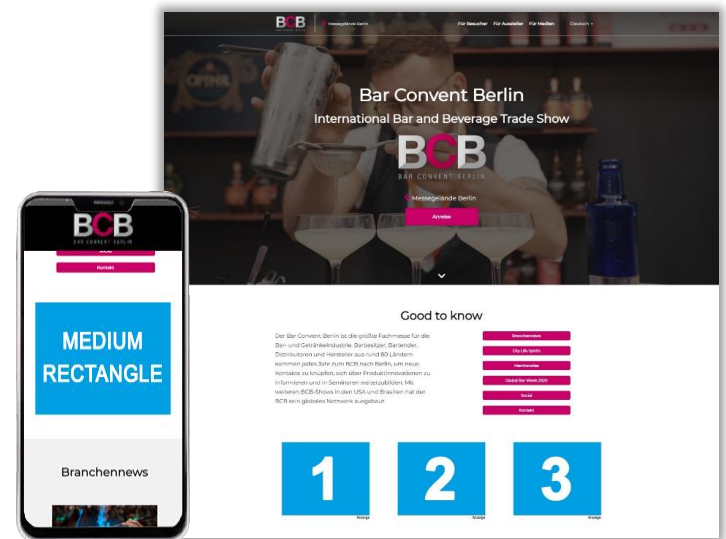 BCB
Messegelände Berlin
Für Besucher Für Aussteller Für Medien Deutsch
Bar Convent Berlin
International Bar and Beverage Trade Show
BCB
BAR CONVENT BERLIN
Messegelände Berlin
Anreise
Good to know
Der Bar Convent Berlin ist die größte Fachmesse für die
Bar- und Getränkeindustrie. Barbesitzer, Bartender,
Distributoren und Hersteller aus rund 80 Ländern
kommen jedes Jahr zum BCB nach Berlin, um neue
Kontakte zu knüpfen, sich über Produktinnovationen zu
informieren und in Seminaren weiterzubilden. Mit
weiteren BCB-Shows in den USA und Brasilien hat der
BCB sein globales Netzwerk ausgebaut.
Branchennews
City Life Spirits
Merchandise
Global Bar Week 2020
Social
Kontakt
1
2
3
Anzeige
Anzeige
Anzeige
BCB
BAR CONVENT BERLIN
Social
Kontakt
MEDIUM
RECTANGLE
Branchennews